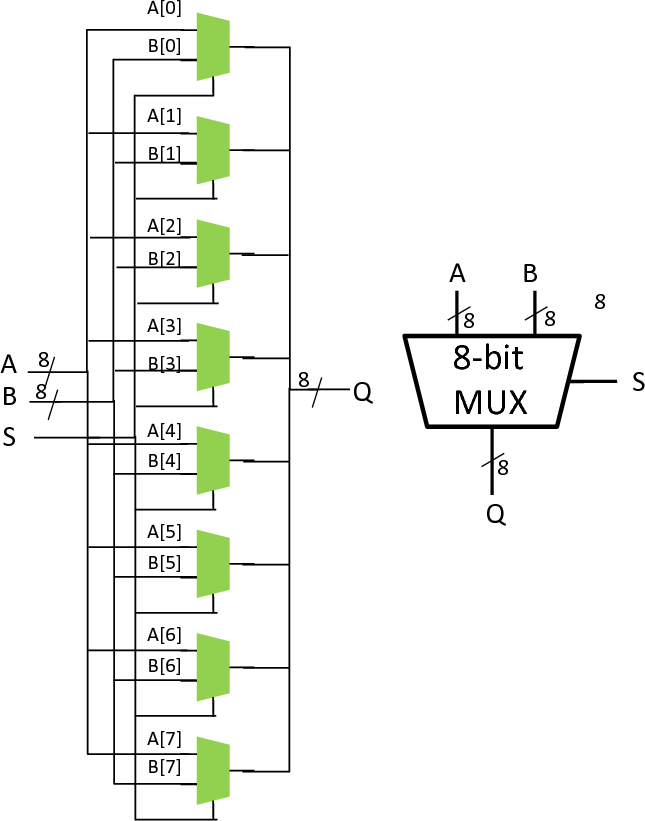 A[0]
B[0]
A[1]
B[1]
A[2]
B[2]
A[3]
B[3]
A 8
B 8
S
A[4]
B[4]
A[5]
B[5]
A[6]
B[6]
A[7]
B[7]
8 Q
A B 8
8 8
8-bit
MUX
S
8
Q